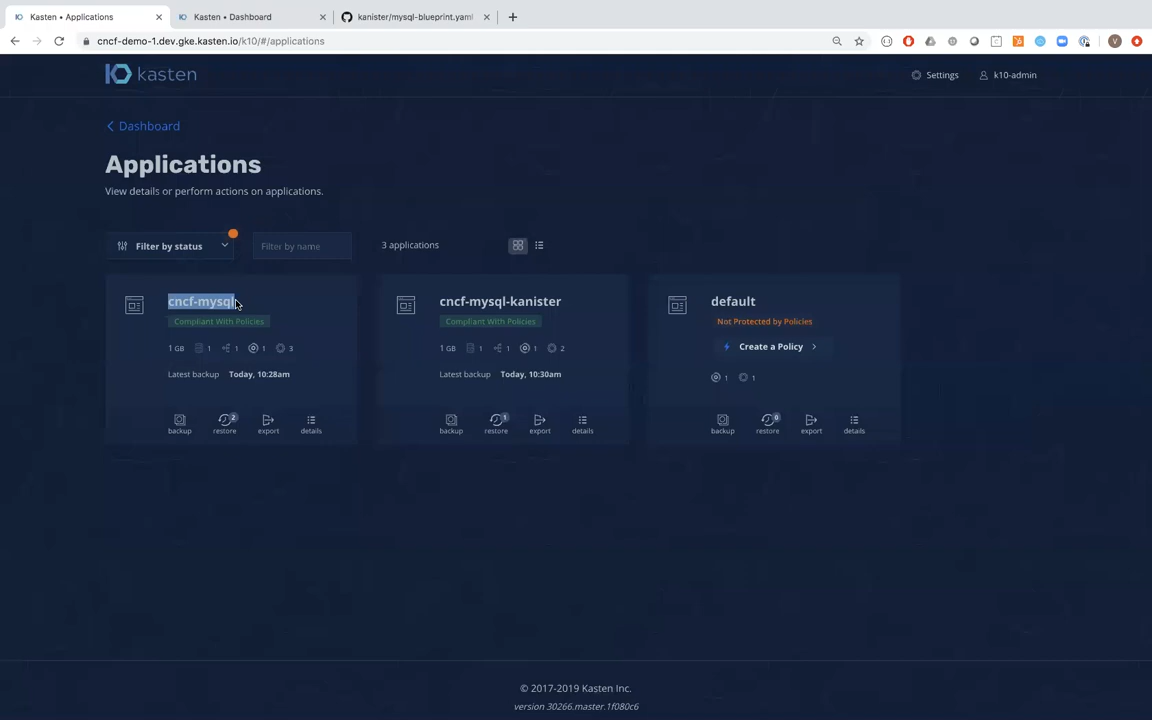 Kasten • Applications
Kasten • Dashboard
kanister/mysql-blueprint.yaml
cncf-demo-1.dev.gke.kasten.io/k10/#/applications
V
kasten
Settings
k10-admin
Dashboard
Applications
View details or perform actions on applications.
Filter by status
Filter by name
3 applications
cncf-mysql
Compliant With Policies
1 GB 1 1 1 3
Latest backup Today, 10:28am
backup
restore 2
export
details
cncf-mysql-kanister
Compliant With Policies
1 GB 1 1 1 2
Latest backup Today, 10:30am
backup
restore 1
export
details
default
Not Protected by Policies
Create a Policy
1 1
backup
restore 0
export
details
© 2017-2019 Kasten Inc.
version 30266.master.1f080c6